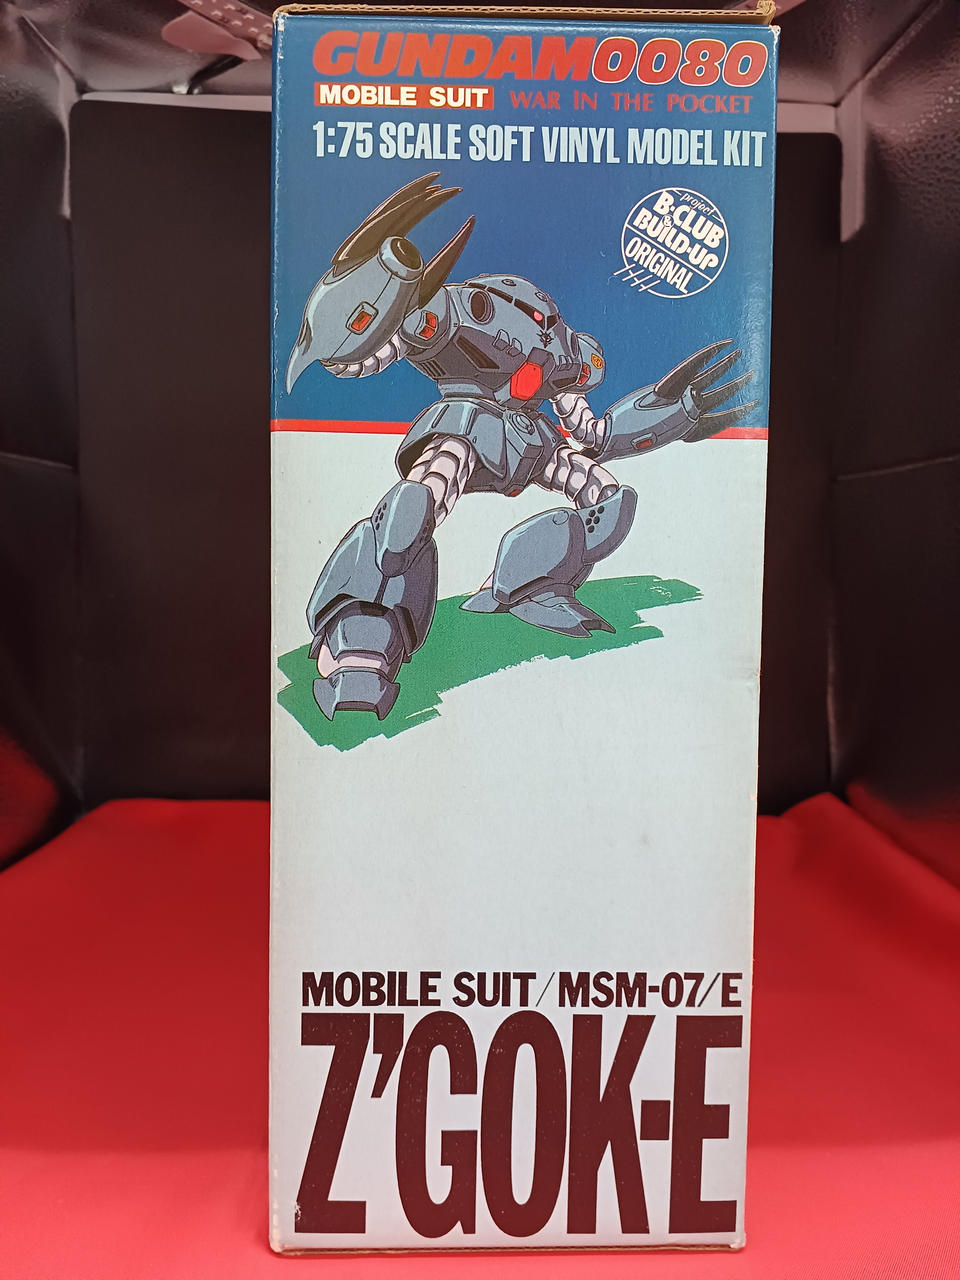 GUNDAM0080
MOBILE SUIT WAR IN THE POCKET
1:75 SCALE SOFT VINYL MODEL KIT
project
B-CLUB
&
BUILD-UP
ORIGINAL
MOBILE SUIT/MSM-07/E
Z'GOK-E